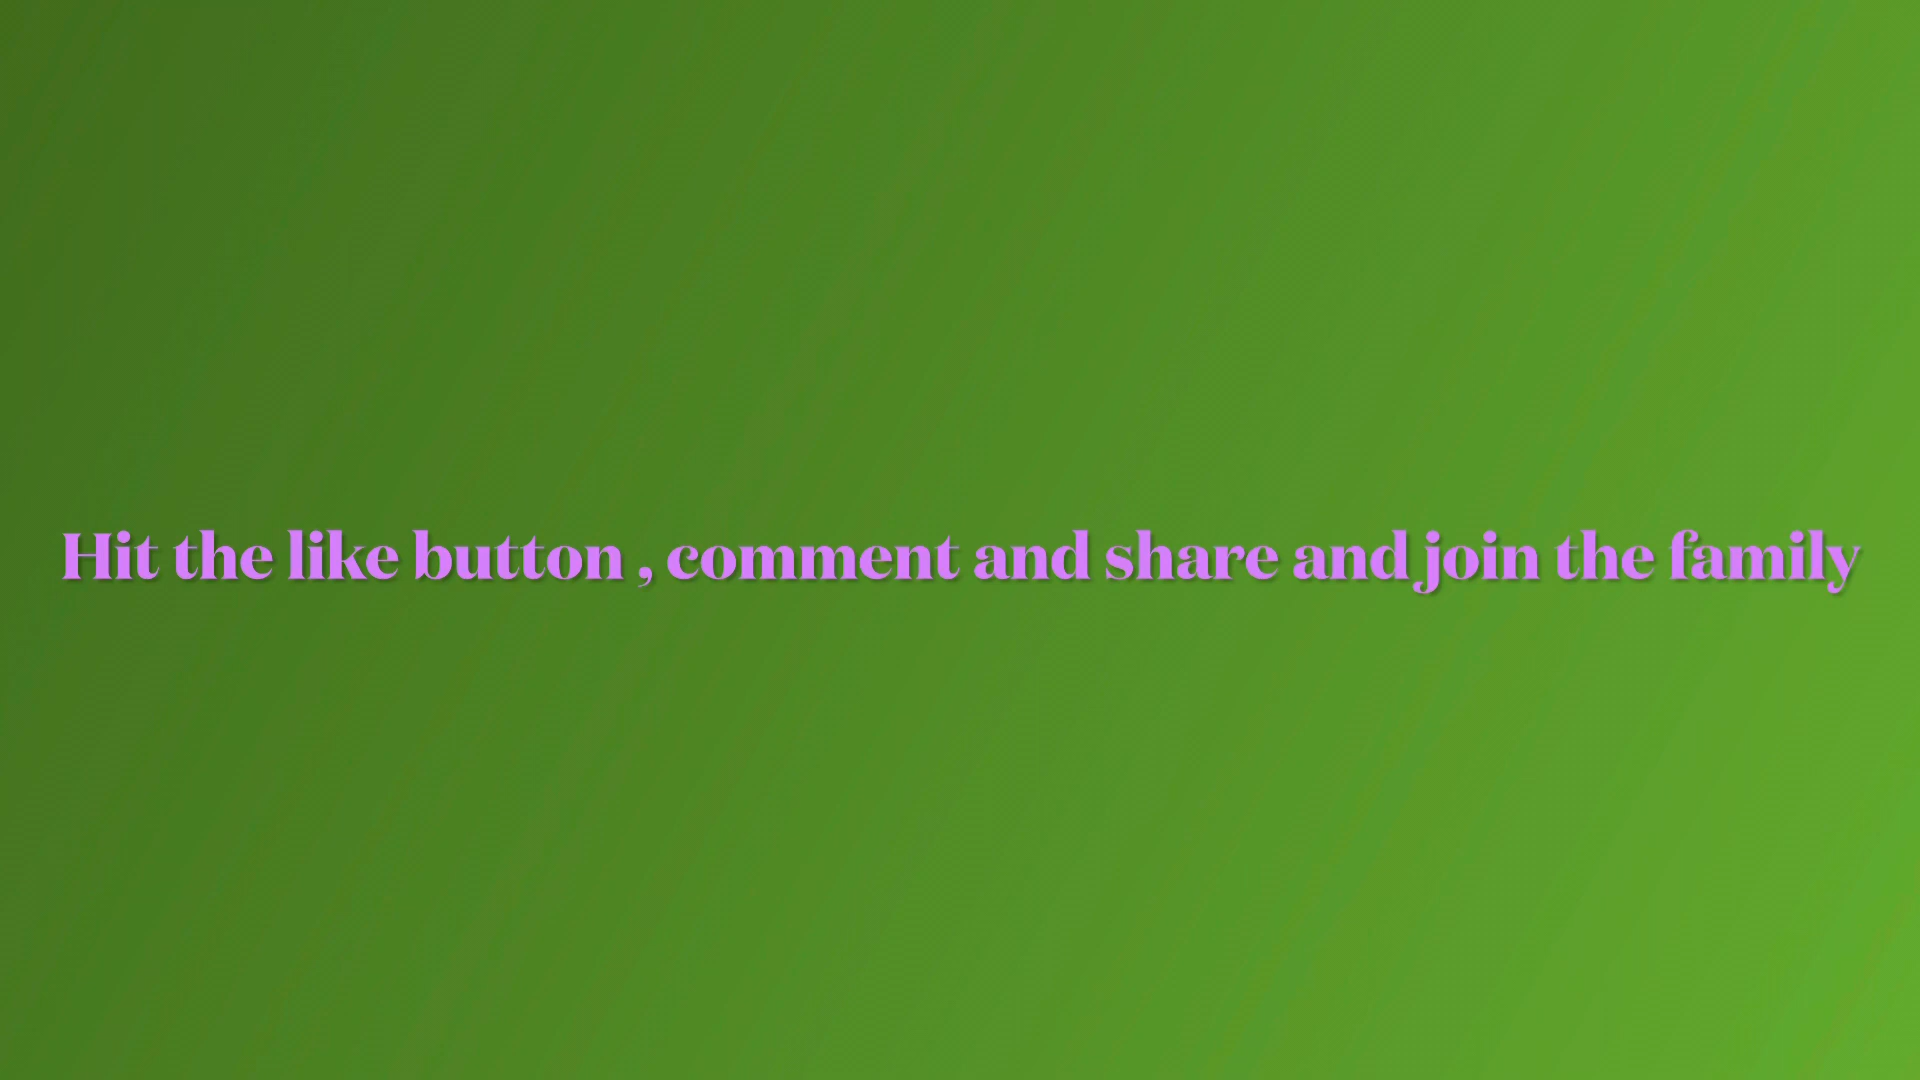 Hit the like button , comment and share and join the family